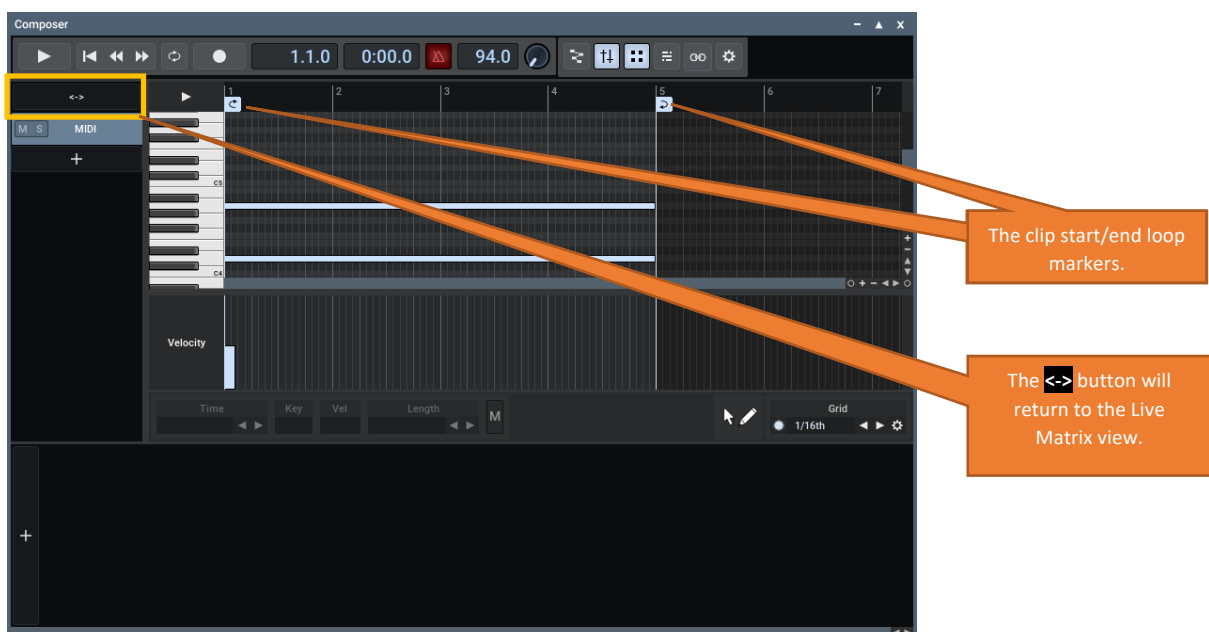 Composer
1.1.0 0:00.0 94.0
<-> 1 2 3 4 5 6 7
M S MIDI
+
C5
C4
Velocity
Time Key Vel Length M Grid
1/16th
+
The clip start/end loop
markers.
The <-> button will
return to the Live
Matrix view.